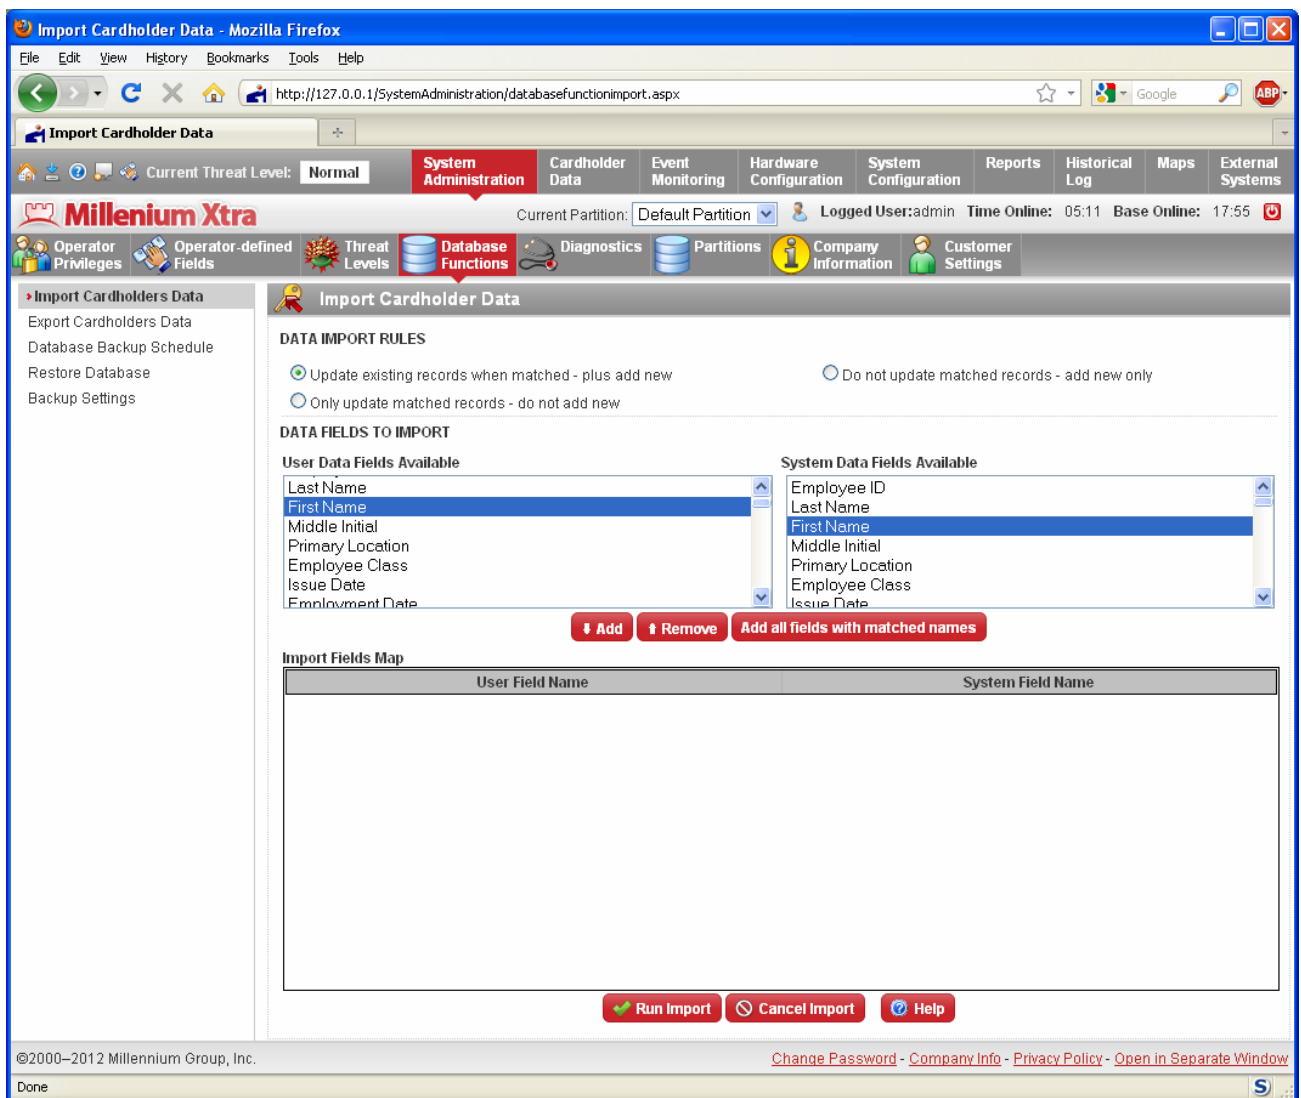 Import Cardholder Data - Mozilla Firefox
File Edit View History Bookmarks Tools Help
http://127.0.0.1/SystemAdministration/databasefunctionimport.aspx
Google
ABP
Import Cardholder Data
Current Threat Level: Normal
System Administration
Cardholder Data
Event Monitoring
Hardware Configuration
System Configuration
Reports
Historical Log
Maps
External Systems
Millenium Xtra
Current Partition: Default Partition
Logged User:admin Time Online: 05:11 Base Online: 17:55
Operator Privileges
Operator-defined Fields
Threat Levels
Database Functions
Diagnostics
Partitions
Company Information
Customer Settings
Import Cardholders Data
Export Cardholders Data
Database Backup Schedule
Restore Database
Backup Settings
Import Cardholder Data
DATA IMPORT RULES
Update existing records when matched - plus add new
Do not update matched records - add new only
Only update matched records - do not add new
DATA FIELDS TO IMPORT
User Data Fields Available
Last Name
First Name
Middle Initial
Primary Location
Employee Class
Issue Date
Employment Date
System Data Fields Available
Employee ID
Last Name
First Name
Middle Initial
Primary Location
Employee Class
Issue Date
Add
Remove
Add all fields with matched names
Import Fields Map
User Field Name
System Field Name
Run Import
Cancel Import
Help
©2000–2012 Millennium Group, Inc.
Change Password - Company Info - Privacy Policy - Open in Separate Window
Done
S